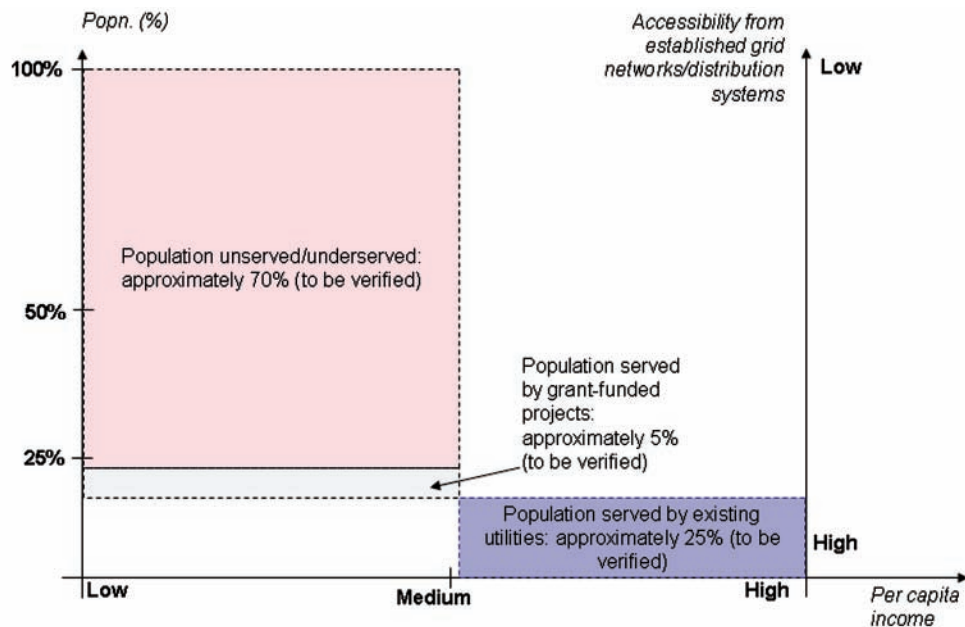 Popn. (%)
Accessibility from
established grid
networks/distribution
systems
100%
Low
Population unserved/underserved:
approximately 70% (to be verified)
50%
Population served
by grant-funded
projects:
approximately 5%
(to be verified)
25%
Population served by existing
utilities: approximately 25% (to be
verified)
High
Low
Medium
High
Per capita
income